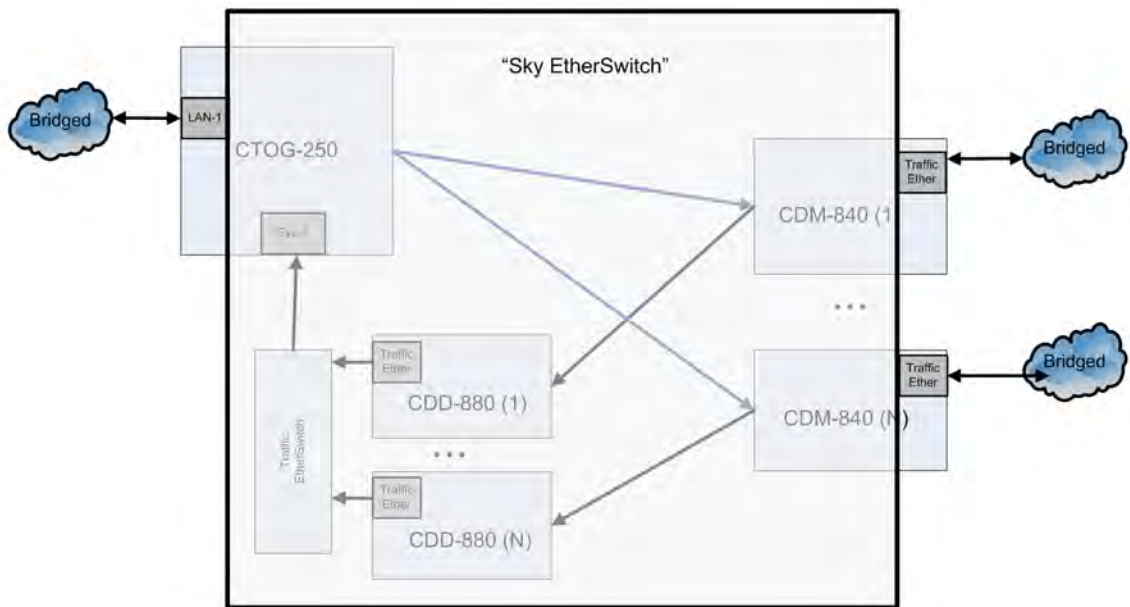 “Sky EtherSwitch”
Bridged
LAN-1
CTOG-250
Bridged
Traffic
Ether
CDM-840 (1
• • •
Bridged
Traffic
Ether
CDM-840 (N)
Traffic
Ether
CDD-880 (1)
• • •
Traffic
EtherSwitch
Traffic
Ether
CDD-880 (N)